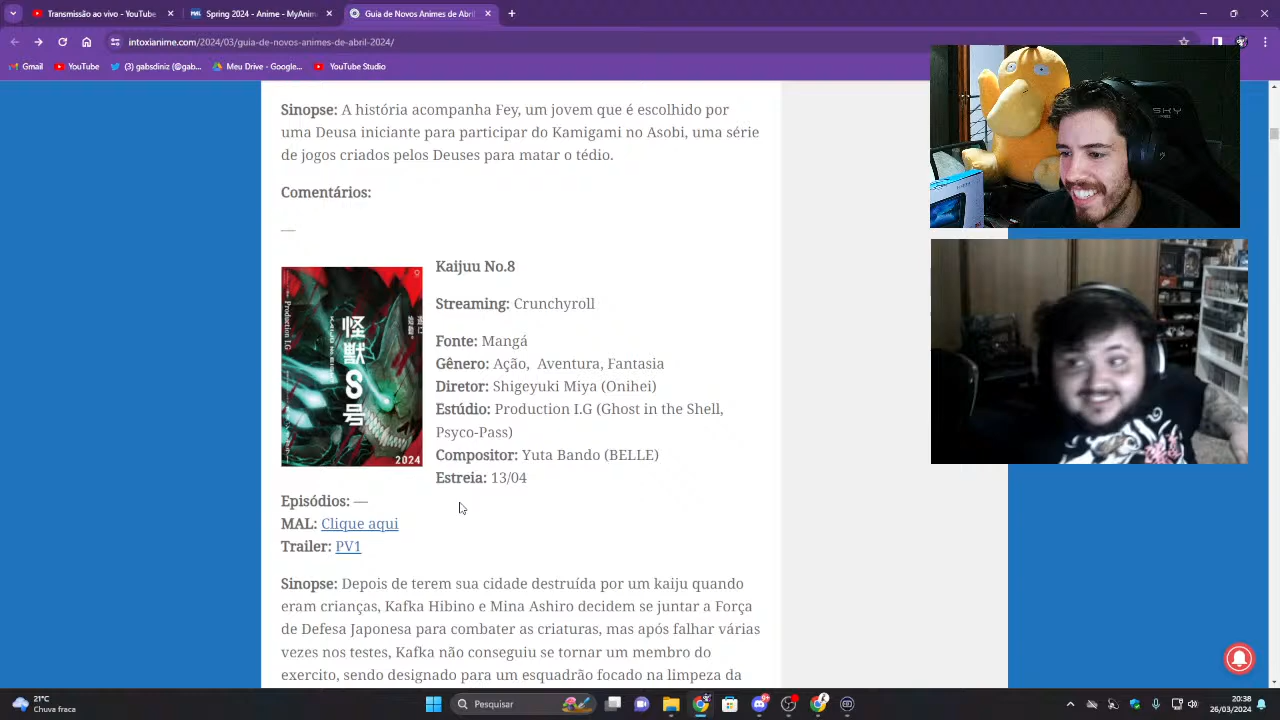 Transmissão do YouTu
Spring 2024 - Anime
Guia de Animes de Abril/Spring
intoxianime.com/2024/03/guia-de-novos-animes-de-abril-2024/
Gmail
YouTube
(3) gabsdiniz (@gab...
Meu Drive - Google...
YouTube Studio
Sinopse: A história acompanha Fey, um jovem que é escolhido por
uma Deusa iniciante para participar do Kamigami no Asobi, uma série
de jogos criados pelos Deuses para matar o tédio.
Comentários:
—
Production I.G
怪獣8号
2024
Kaijuu No.8
Streaming: Crunchyroll
Fonte: Mangá
Gênero: Ação, Aventura, Fantasia
Diretor: Shigeyuki Miya (Onihei)
Estúdio: Production I.G (Ghost in the Shell,
Psyco-Pass)
Compositor: Yuta Bando (BELLE)
Estreia: 13/04
Episódios: —
MAL: Clique aqui
Trailer: PV1
Sinopse: Depois de terem sua cidade destruída por um kaiju quando
eram crianças, Kafka Hibino e Mina Ashiro decidem se juntar a Força
de Defesa Japonesa para combater as criaturas, mas após falhar várias
vezes nos testes, Kafka não conseguiu se tornar um membro do
exercito, sendo designado para um esquadrão focado na limpeza da
SKY
21°C
Chuva fraca
Pesquisar
20:38
26/03/2024